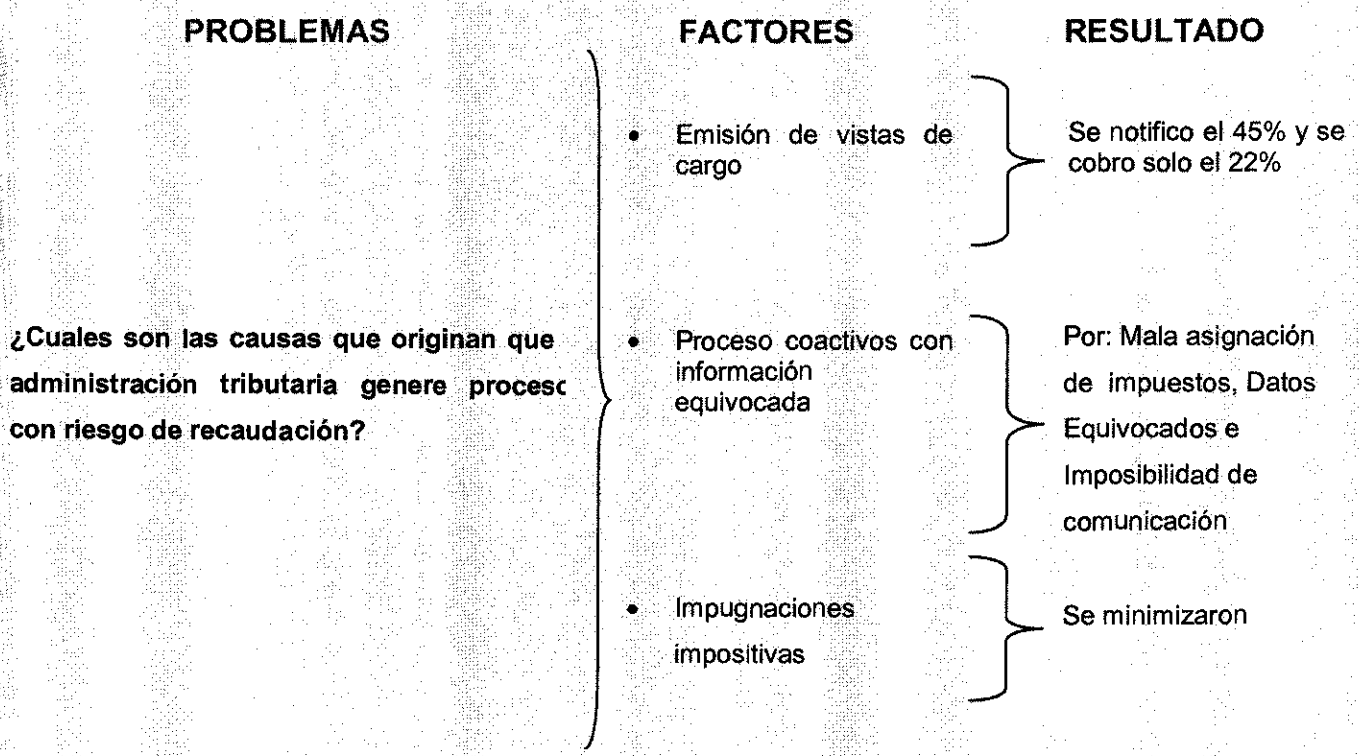 PROBLEMAS
FACTORES
RESULTADO
• Emisión de vistas de
cargo
Se notifico el 45% y se
cobro solo el 22%
¿Cuales son las causas que originan que
administración tributaria genere proceso
con riesgo de recaudación?
• Proceso coactivos con
información
equivocada
Por: Mala asignación
de impuestos, Datos
Equivocados e
Imposibilidad de
comunicación
• Impugnaciones
impositivas
Se minimizaron